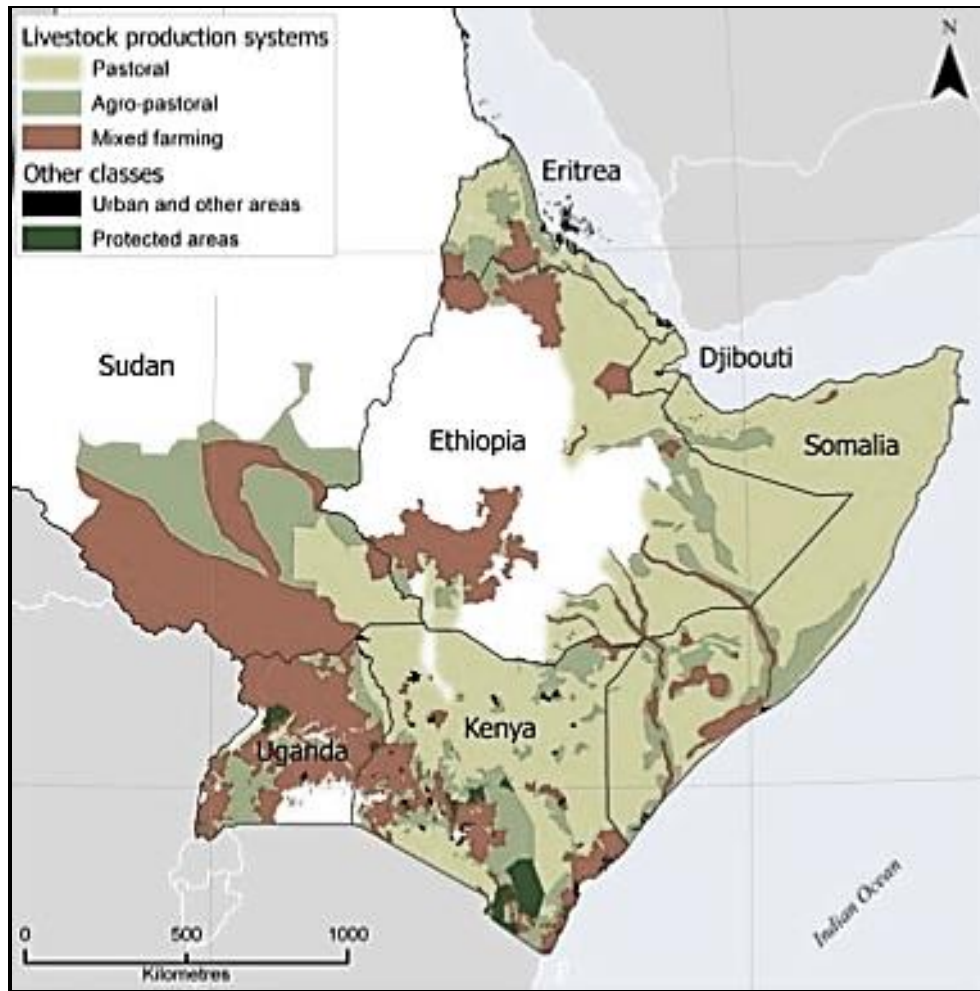 Livestock production systems
Pastoral
Agro-pastoral
Mixed farming
Other classes
Urban and other areas
Protected areas
N
Eritrea
Sudan
Djibouti
Ethiopia
Somalia
Kenya
Uganda
Indian Ocean
0 500 1000
Kilometres